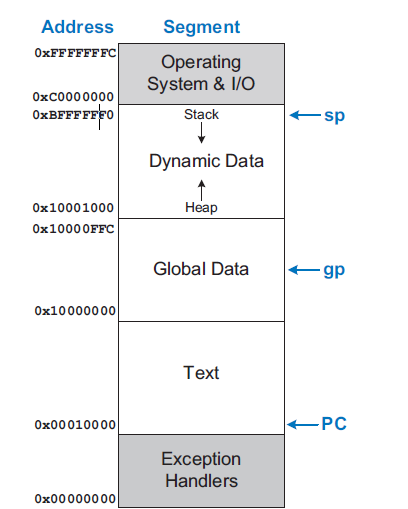 Address Segment
0xFFFFFFFC
Operating
System & I/O
0xC0000000
0xBFFFFFF0 Stack sp
Dynamic Data
0x10001000 Heap
0x10000FFC
Global Data gp
0x10000000
Text
0x00010000 PC
Exception
Handlers
0x00000000